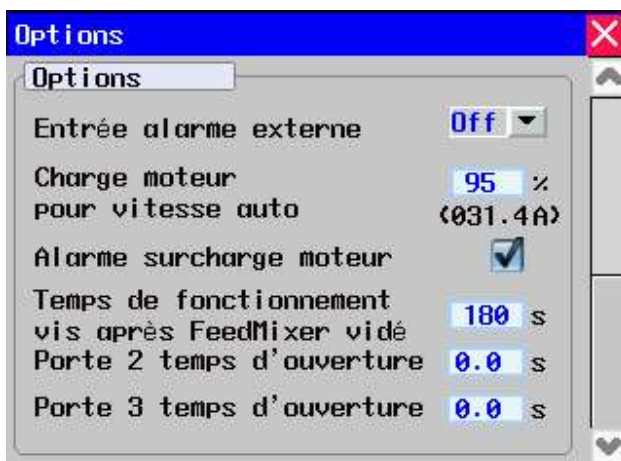 Options
Options
Entrée alarme externe Off
Charge moteur
pour vitesse auto 95 %
(031.4A)
Alarme surcharge moteur
Temps de fonctionnement
vis après FeedMixer vidé 180 s
Porte 2 temps d'ouverture 0.0 s
Porte 3 temps d'ouverture 0.0 s